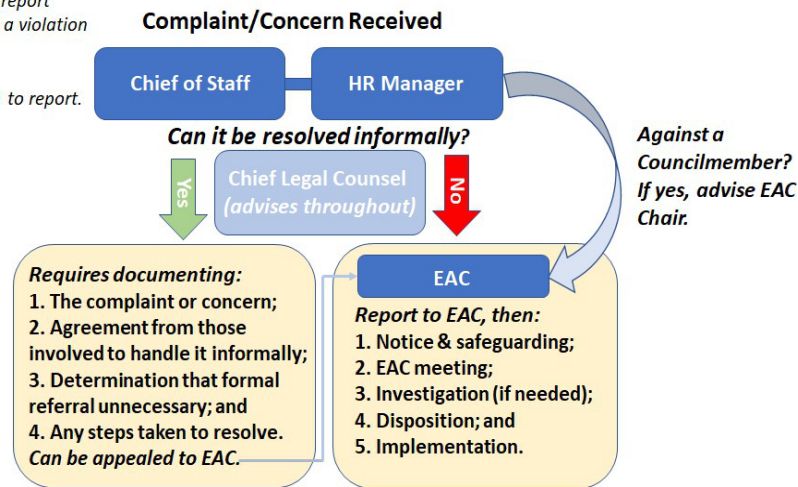 report
a violation
to report.
Complaint/Concern Received
Chief of Staff
HR Manager
Can it be resolved informally?
Yes
Chief Legal Counsel
(advises throughout)
No
Against a
Councilmember?
If yes, advise EAC
Chair.
Requires documenting:
1. The complaint or concern;
2. Agreement from those
involved to handle it informally;
3. Determination that formal
referral unnecessary; and
4. Any steps taken to resolve.
Can be appealed to EAC.
EAC
Report to EAC, then:
1. Notice & safeguarding;
2. EAC meeting;
3. Investigation (if needed);
4. Disposition; and
5. Implementation.